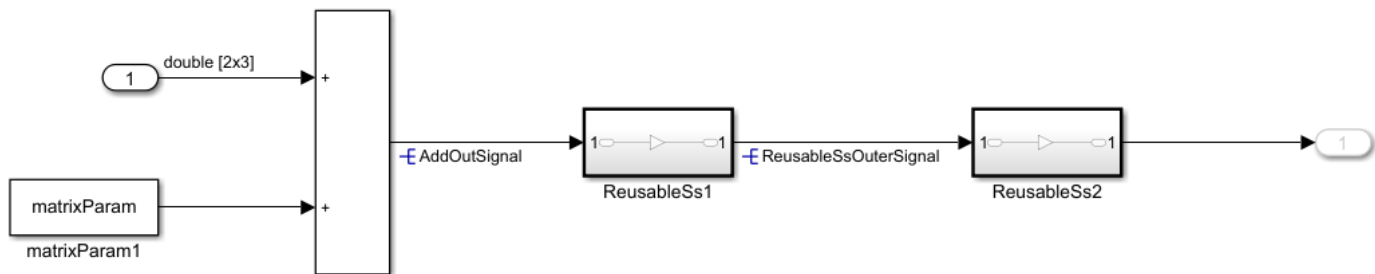 double [2x3]
1
+
AddOutSignal
1 1
ReusableSs1
ReusableSsOuterSignal
1 1
ReusableSs2
1
matrixParam
+
matrixParam1